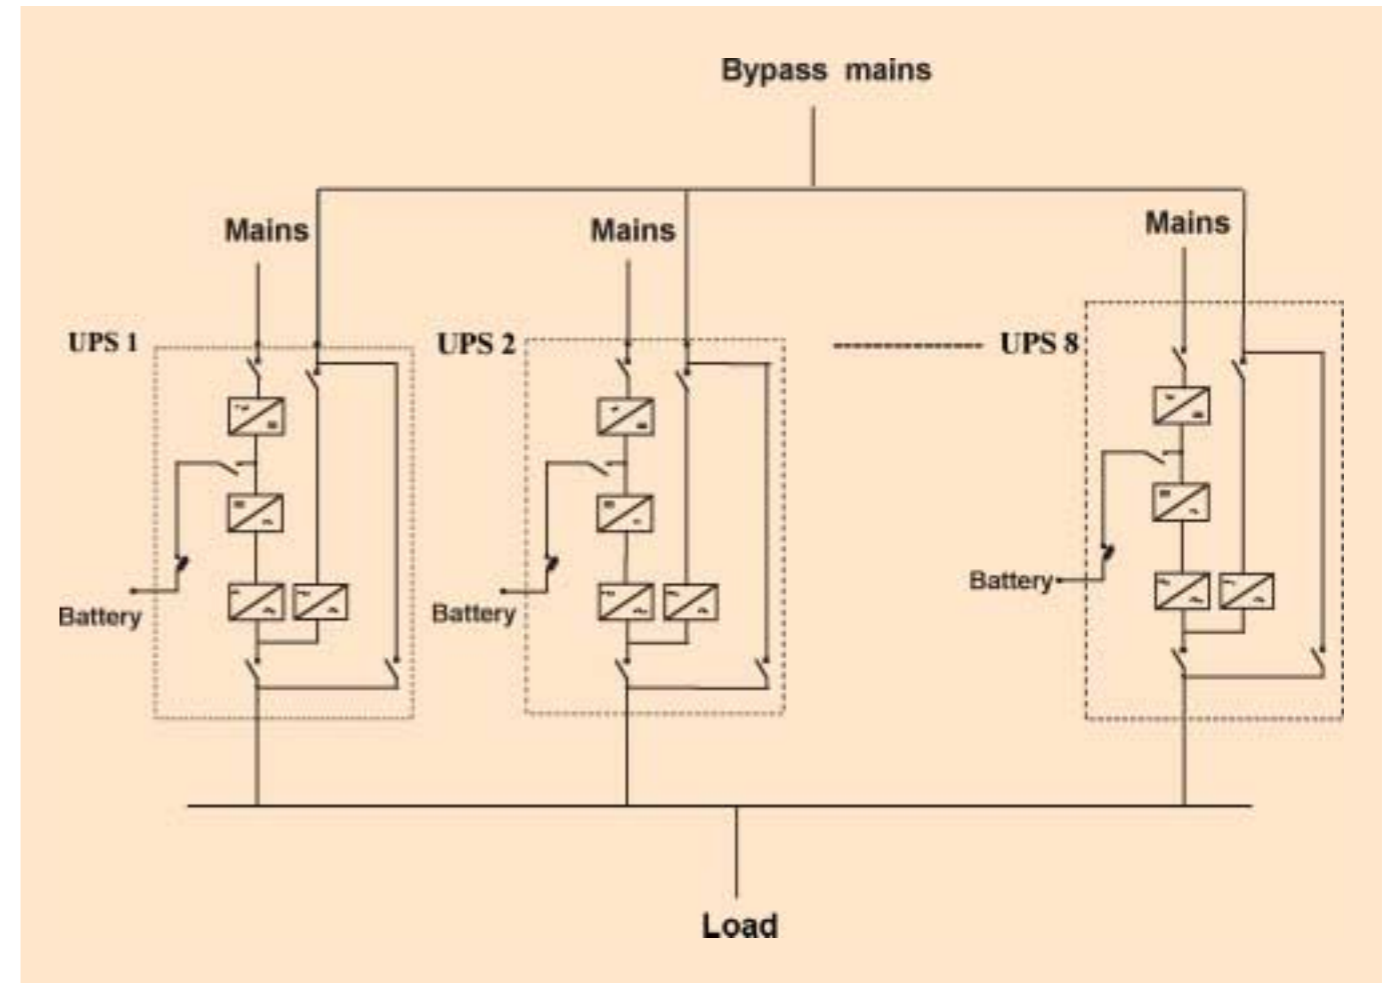 Bypass mains
Mains
Mains
Mains
UPS 1
UPS 2
UPS 8
Battery
Battery
Battery
Load